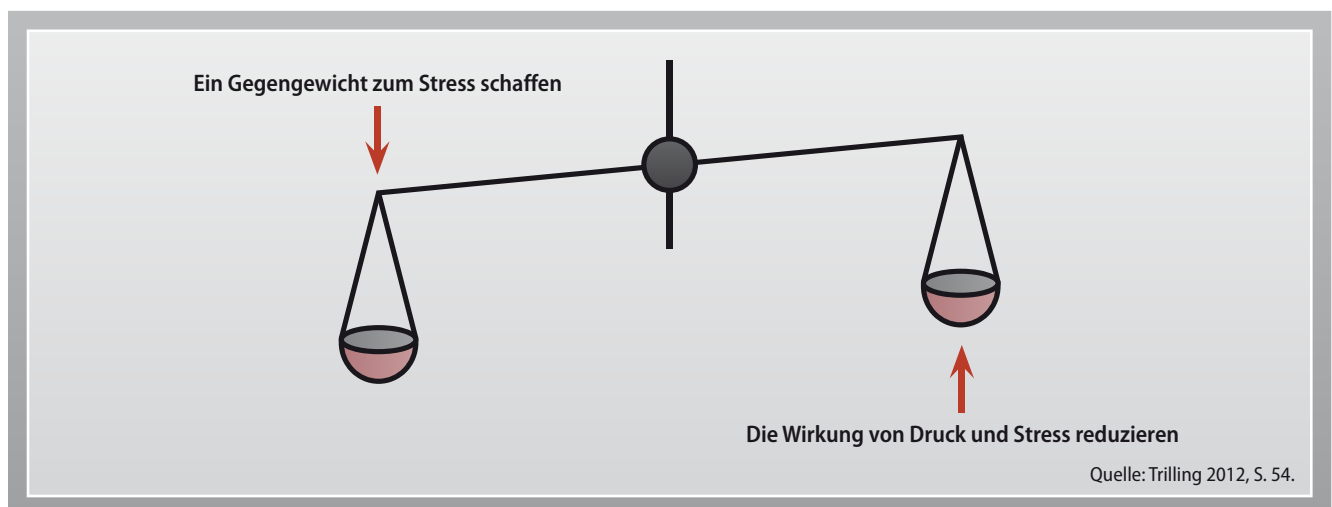 Ein Gegengewicht zum Stress schaffen
Die Wirkung von Druck und Stress reduzieren
Quelle: Trilling 2012, S. 54.